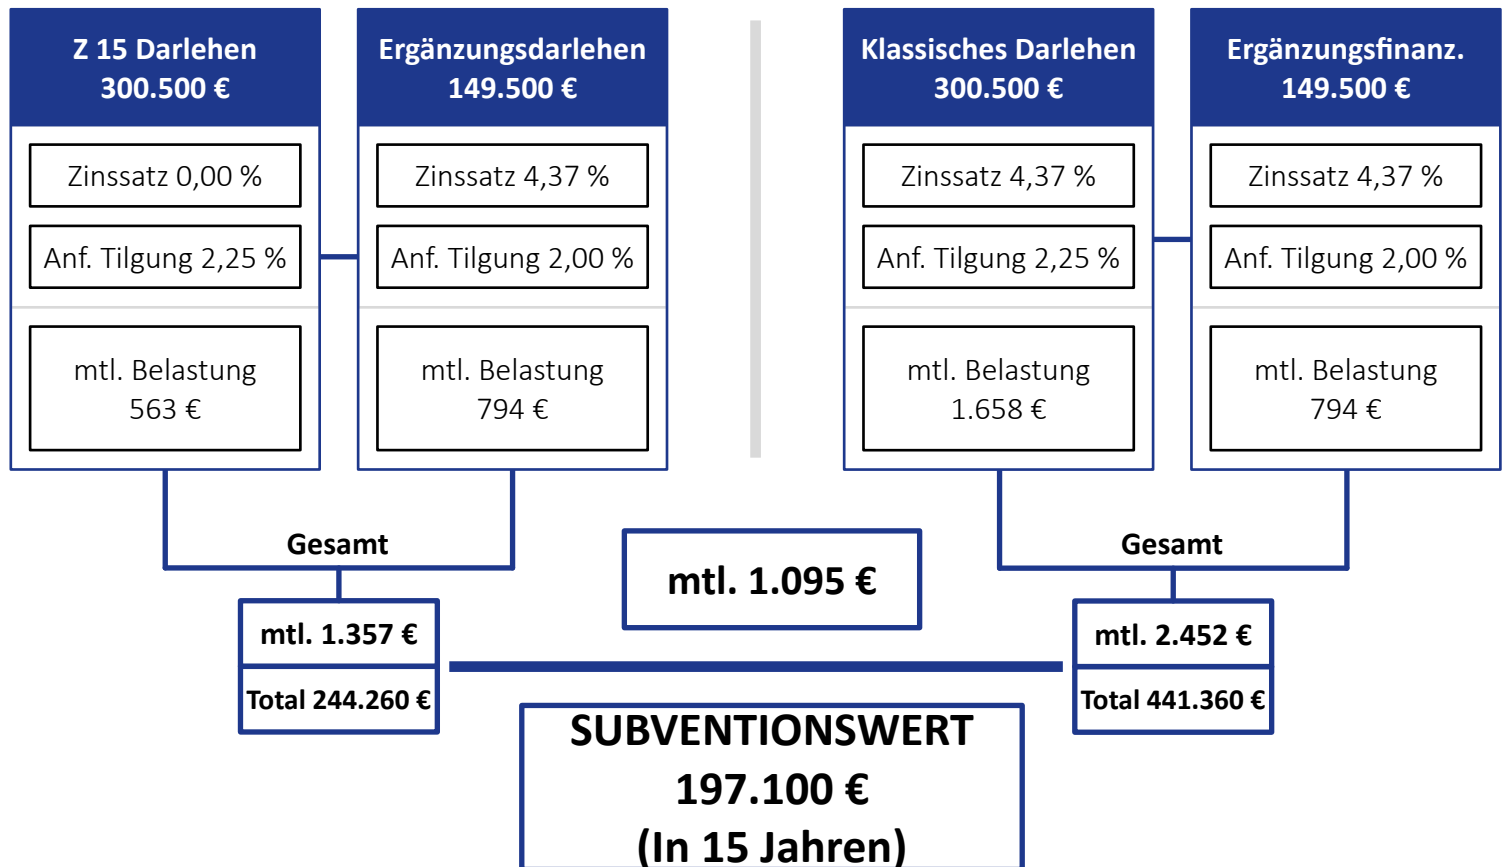 Z 15 Darlehen
300.500 €
Zinssatz 0,00 %
Anf. Tilgung 2,25 %
mtl. Belastung
563 €
Ergänzungsdarlehen
149.500 €
Zinssatz 4,37 %
Anf. Tilgung 2,00 %
mtl. Belastung
794 €
Klassisches Darlehen
300.500 €
Zinssatz 4,37 %
Anf. Tilgung 2,25 %
mtl. Belastung
1.658 €
Ergänzungsfinanz.
149.500 €
Zinssatz 4,37 %
Anf. Tilgung 2,00 %
mtl. Belastung
794 €
Gesamt
mtl. 1.357 €
Total 244.260 €
mtl. 1.095 €
Gesamt
mtl. 2.452 €
Total 441.360 €
SUBVENTIONSWERT
197.100 €
(In 15 Jahren)